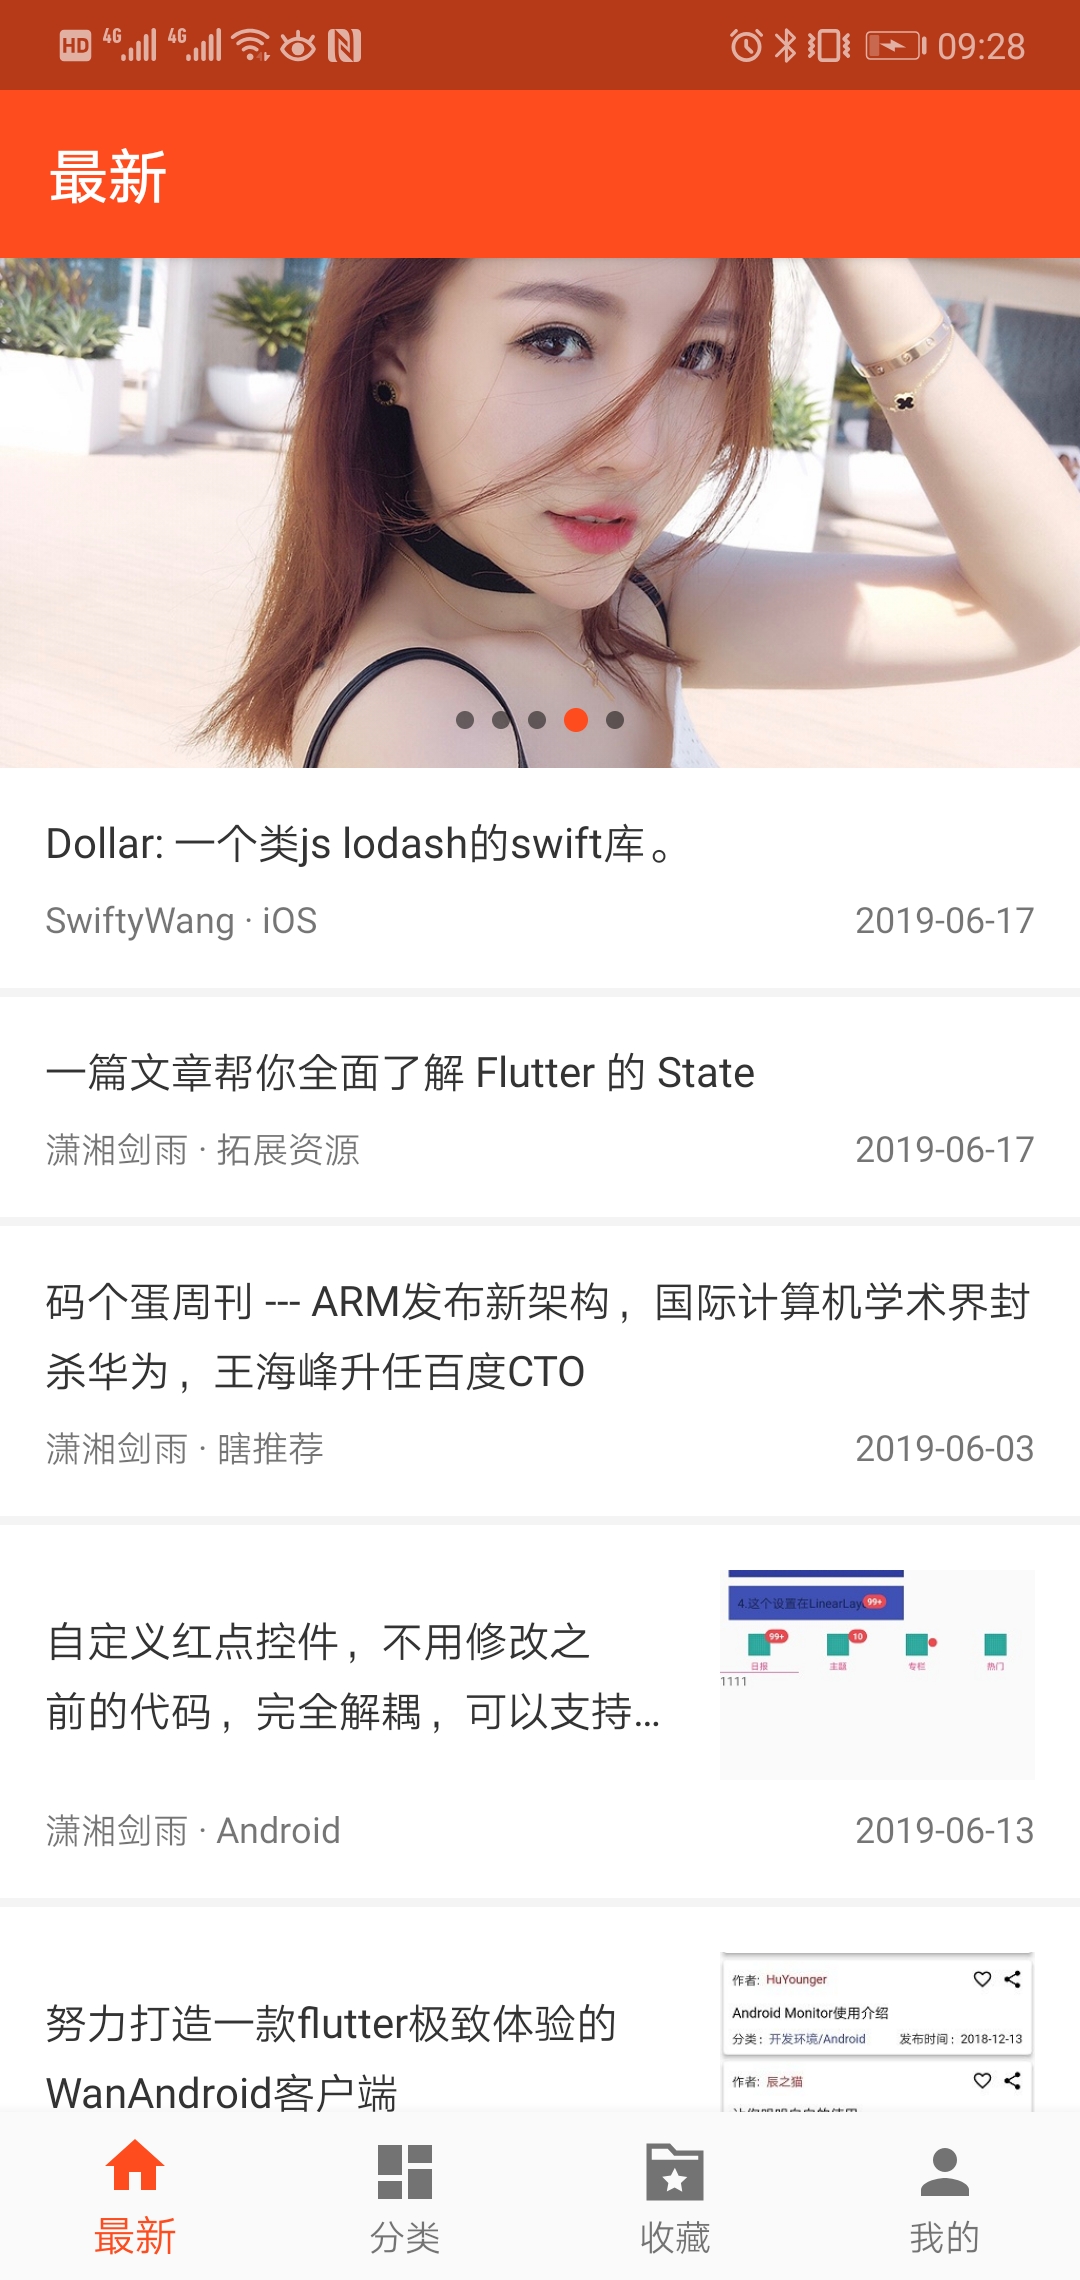 HD 4G 4G 09:28
最新
Dollar: 一个类js lodash的swift库。
SwiftyWang · iOS 2019-06-17
一篇文章帮你全面了解 Flutter 的 State
潇湘剑雨 · 拓展资源 2019-06-17
码个蛋周刊 --- ARM发布新架构，国际计算机学术界封
杀华为，王海峰升任百度CTO
潇湘剑雨 · 瞎推荐 2019-06-03
自定义红点控件，不用修改之
前的代码，完全解耦，可以支持...
4.这个设置在LinearLay 99+
99+ 10
日报 主题 专栏 热门
1111
潇湘剑雨 · Android 2019-06-13
努力打造一款flutter极致体验的
WanAndroid客户端
作者: HuYounger
Android Monitor使用介绍
分类：开发环境/Android 发布时间：2018-12-13
作者: 辰之猫
最新 分类 收藏 我的